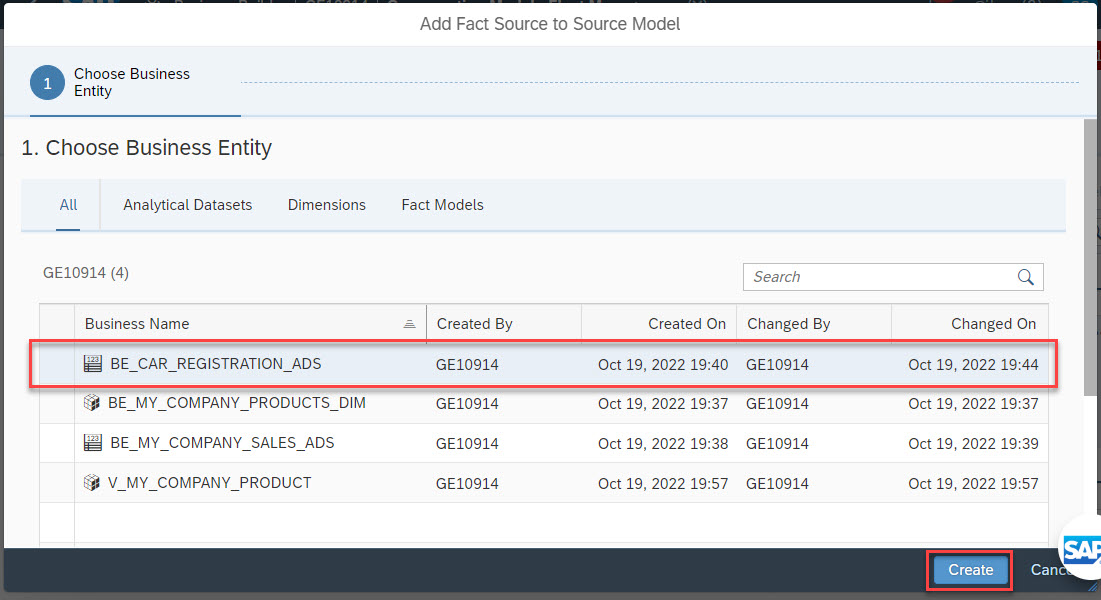 Add Fact Source to Source Model
1
Choose Business
Entity
1. Choose Business Entity
All Analytical Datasets Dimensions Fact Models
GE10914 (4)
Search
Business Name Created By Created On Changed By Changed On
123 BE_CAR_REGISTRATION_ADS GE10914 Oct 19, 2022 19:40 GE10914 Oct 19, 2022 19:44
BE_MY_COMPANY_PRODUCTS_DIM GE10914 Oct 19, 2022 19:37 GE10914 Oct 19, 2022 19:37
123 BE_MY_COMPANY_SALES_ADS GE10914 Oct 19, 2022 19:38 GE10914 Oct 19, 2022 19:39
V_MY_COMPANY_PRODUCT GE10914 Oct 19, 2022 19:57 GE10914 Oct 19, 2022 19:57
SAP
Create Canc